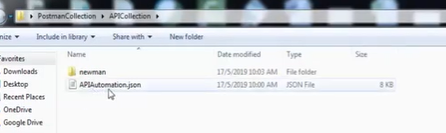 PostmanCollection ▸ APICollection ▸
nize ▾ Include in library ▾ Share with ▾ New folder
Favorites
Downloads
Desktop
Recent Places
OneDrive
Google Drive
Name Date modified Type Size
newman 17/5/2019 10:03 AM File folder
APIAutomation.json 17/5/2019 10:00 AM JSON File 8 KB